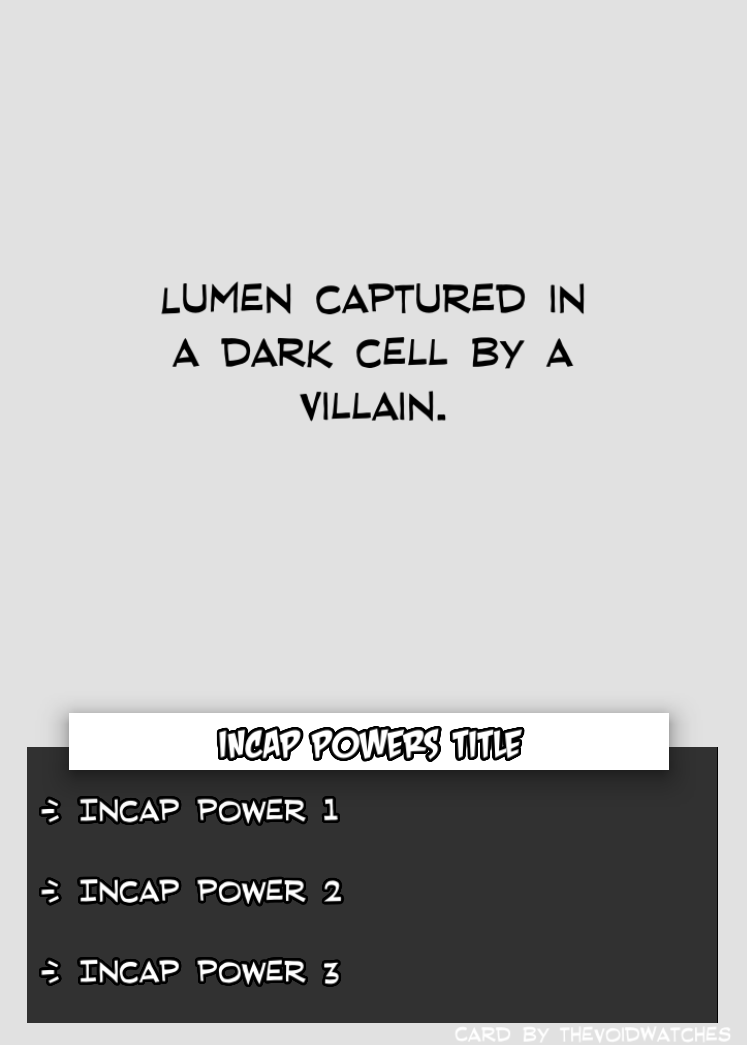 LUMEN CAPTURED IN
A DARK CELL BY A
VILLAIN.
INCAP POWERS TITLE
INCAP POWER 1
INCAP POWER 2
INCAP POWER 3
CARD BY THEVOIDWATCHES